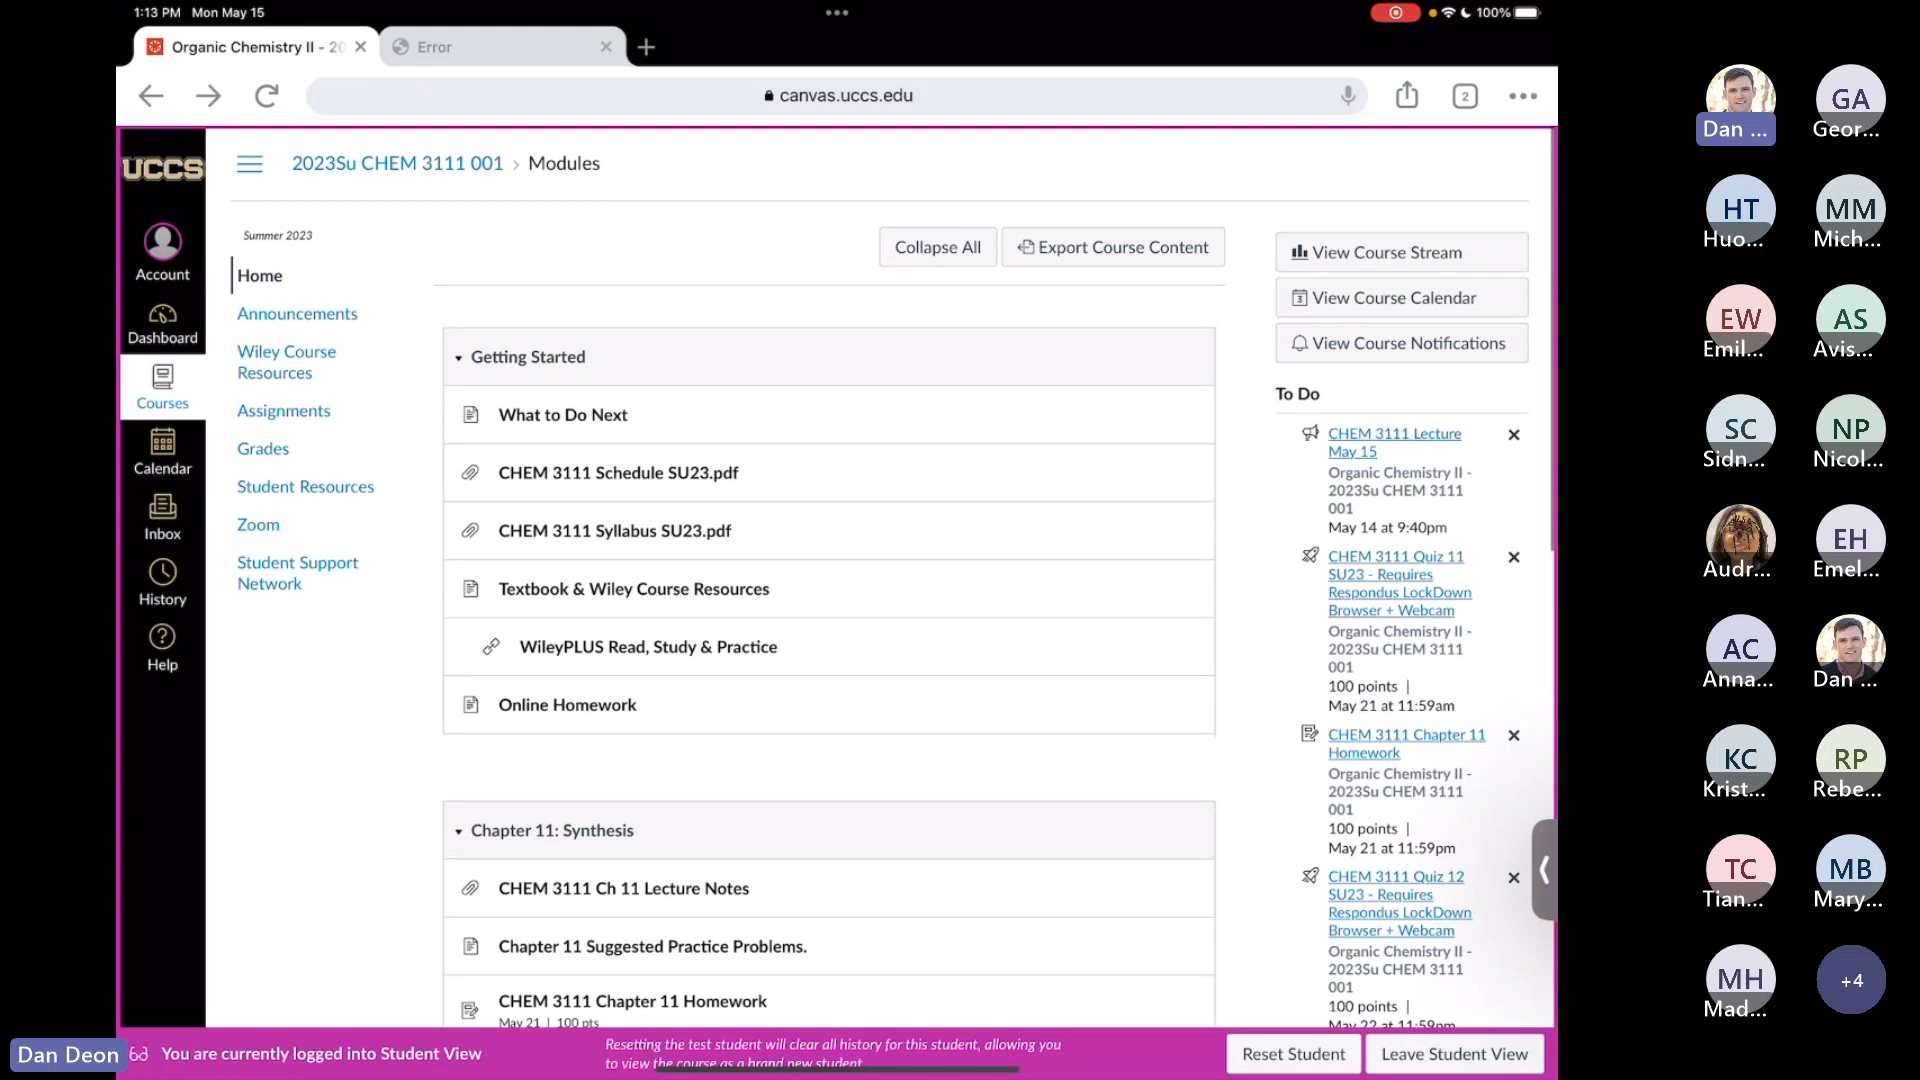 1:13 PM Mon May 15
100%
Organic Chemistry II - 20
Error
canvas.uccs.edu
2
UCCS
2023Su CHEM 3111 001 › Modules
Account
Dashboard
Courses
Calendar
Inbox
History
Help
Summer 2023
Home
Announcements
Wiley Course
Resources
Assignments
Grades
Student Resources
Zoom
Student Support
Network
Collapse All
Export Course Content
Getting Started
What to Do Next
CHEM 3111 Schedule SU23.pdf
CHEM 3111 Syllabus SU23.pdf
Textbook & Wiley Course Resources
WileyPLUS Read, Study & Practice
Online Homework
Chapter 11: Synthesis
CHEM 3111 Ch 11 Lecture Notes
Chapter 11 Suggested Practice Problems.
CHEM 3111 Chapter 11 Homework
May 21 | 100 pts
View Course Stream
3 View Course Calendar
View Course Notifications
To Do
CHEM 3111 Lecture
May 15
Organic Chemistry II -
2023Su CHEM 3111
001
May 14 at 9:40pm
CHEM 3111 Quiz 11
SU23 - Requires
Respondus LockDown
Browser + Webcam
Organic Chemistry II -
2023Su CHEM 3111
001
100 points |
May 21 at 11:59am
CHEM 3111 Chapter 11
Homework
Organic Chemistry II -
2023Su CHEM 3111
001
100 points |
May 21 at 11:59pm
CHEM 3111 Quiz 12
SU23 - Requires
Respondus LockDown
Browser + Webcam
Organic Chemistry II -
2023Su CHEM 3111
001
100 points |
May 22 at 11:59pm
Dan Deon
You are currently logged into Student View
Resetting the test student will clear all history for this student, allowing you
to view the course as a brand new student.
Reset Student
Leave Student View
Dan ...
GA
Geor...
HT
Huo...
MM
Mich...
EW
Emil...
AS
Avis...
SC
Sidn...
NP
Nicol...
Audr...
EH
Emel...
AC
Anna...
Dan ...
KC
Krist...
RP
Rebe...
TC
Tian...
MB
Mary...
MH
Mad...
+4